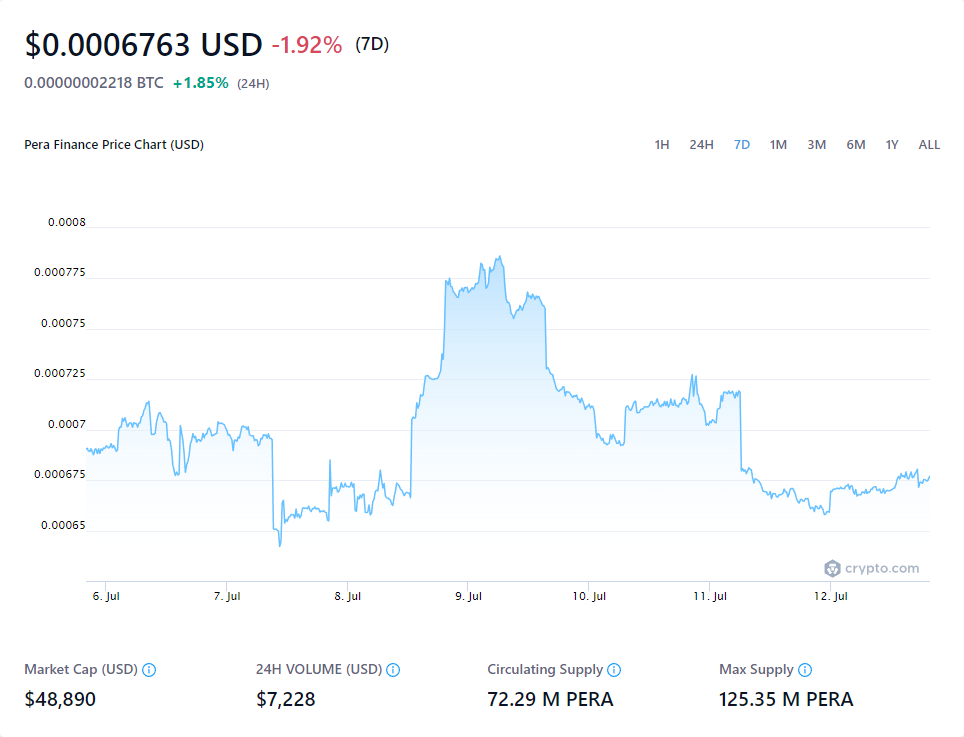 $0.0006763 USD -1.92% (7D)
0.00000002218 BTC +1.85% (24H)
Pera Finance Price Chart (USD) 1H 24H 7D 1M 3M 6M 1Y ALL
0.0008
0.000775
0.00075
0.000725
0.0007
0.000675
0.00065
crypto.com
6. Jul 7. Jul 8. Jul 9. Jul 10. Jul 11. Jul 12. Jul
Market Cap (USD) 24H VOLUME (USD) Circulating Supply Max Supply
$48,890 $7,228 72.29 M PERA 125.35 M PERA